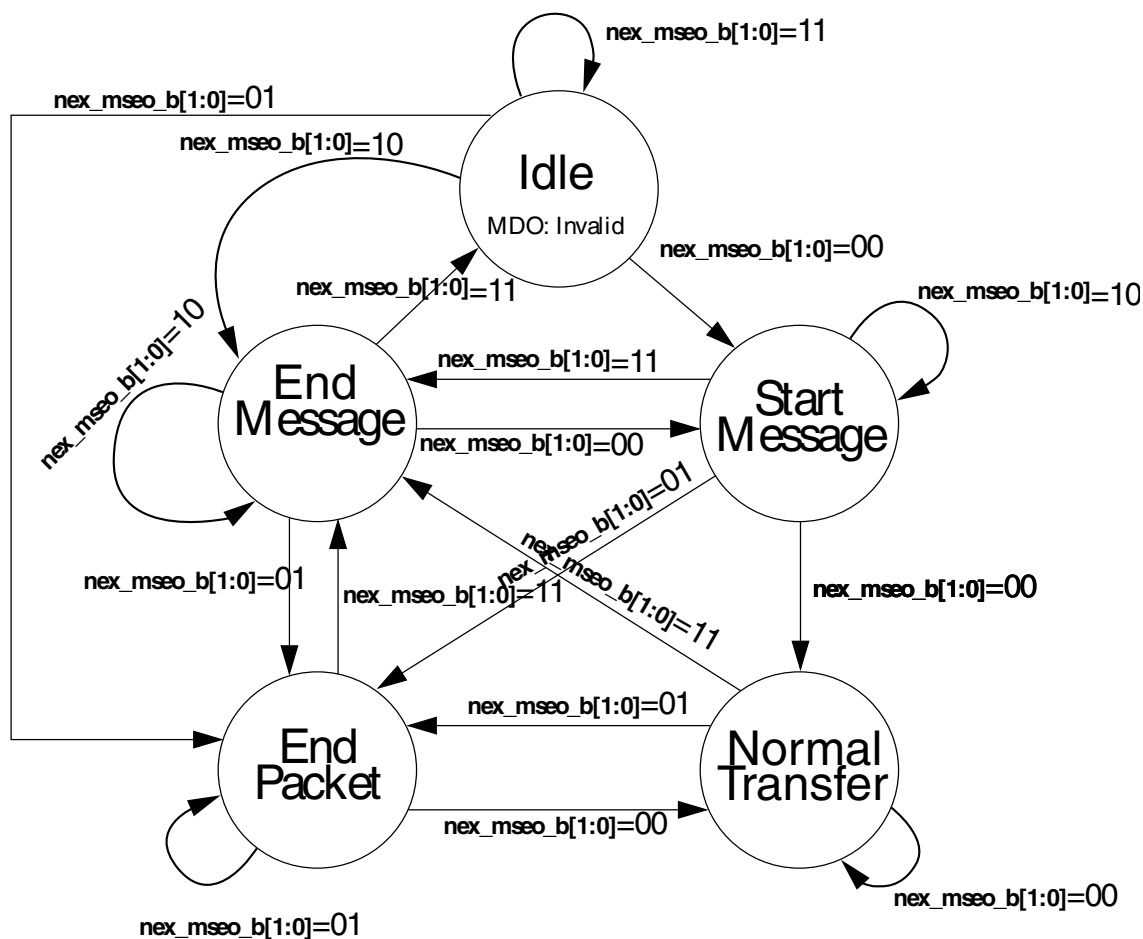 nex_mseo_b[1:0]=11
nex_mseo_b[1:0]=01
nex_mseo_b[1:0]=10
Idle
MDO: Invalid
nex_mseo_b[1:0]=00
nex_mseo_b[1:0]=11
nex_mseo_b[1:0]=10
nex_mseo_b[1:0]=10
nex_mseo_b[1:0]=11
End
Message
Start
Message
nex_mseo_b[1:0]=00
nex_mseo_b[1:0]=01
nex_mseo_b[1:0]=11
nex_mseo_b[1:0]=01
nex_mseo_b[1:0]=11
nex_mseo_b[1:0]=00
nex_mseo_b[1:0]=01
End
Packet
Normal
Transfer
nex_mseo_b[1:0]=00
nex_mseo_b[1:0]=00
nex_mseo_b[1:0]=01